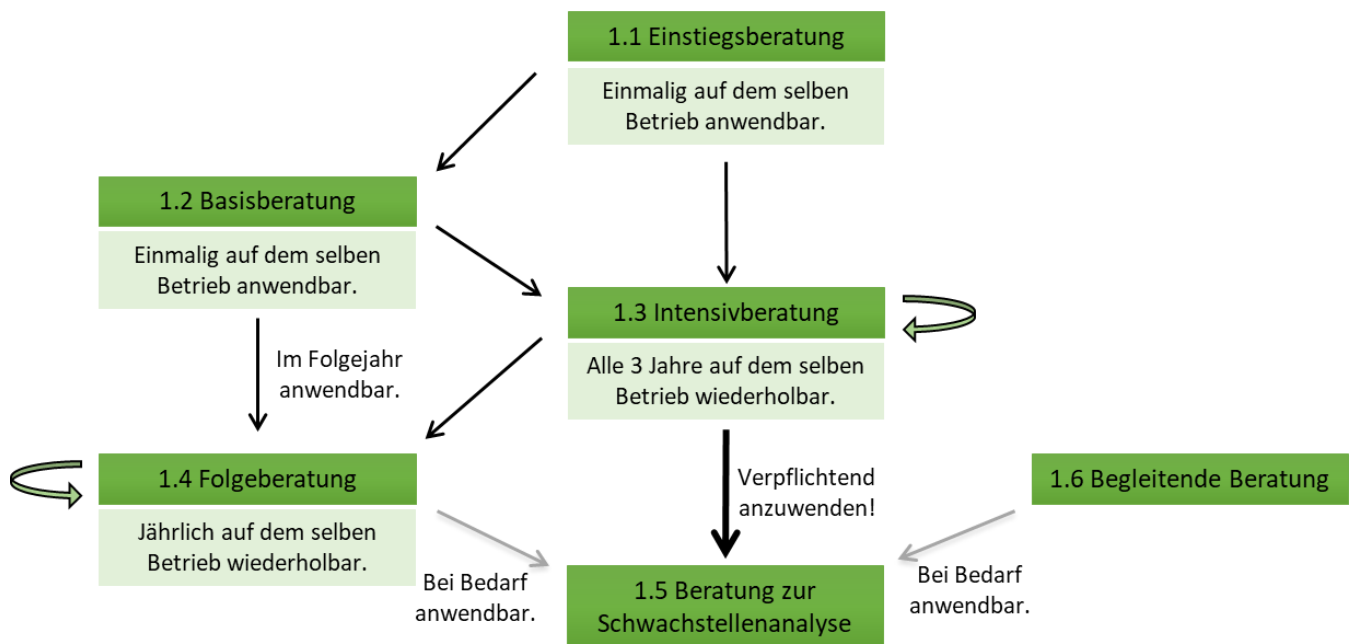 1.1 Einstiegsberatung
Einmalig auf dem selben
Betrieb anwendbar.
1.2 Basisberatung
Einmalig auf dem selben
Betrieb anwendbar.
1.3 Intensivberatung
Alle 3 Jahre auf dem selben
Betrieb wiederholbar.
Im Folgejahr
anwendbar.
1.4 Folgeberatung
Jährlich auf dem selben
Betrieb wiederholbar.
Verpflichtend
anzuwenden!
1.6 Begleitende Beratung
Bei Bedarf
anwendbar.
1.5 Beratung zur
Schwachstellenanalyse
Bei Bedarf
anwendbar.